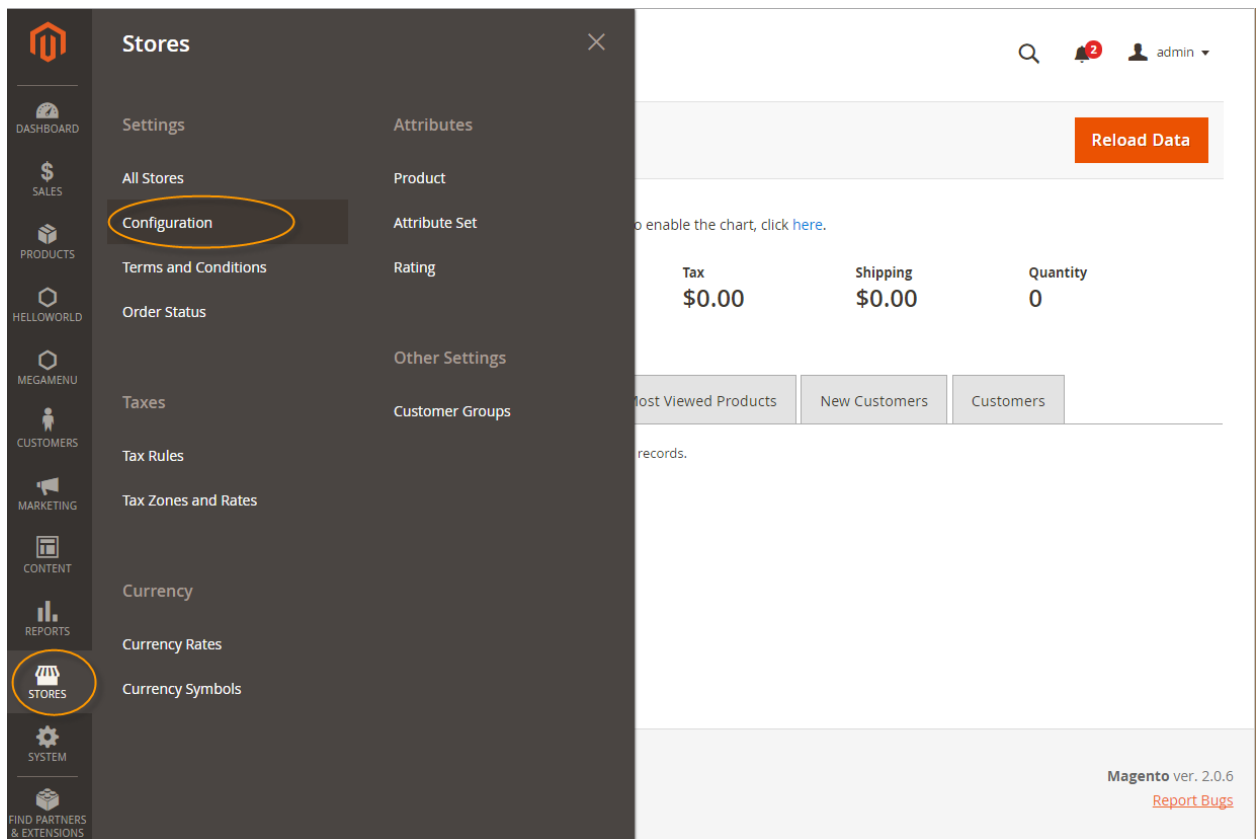 DASHBOARD
SALES
PRODUCTS
HELLOWORLD
MEGAMENU
CUSTOMERS
MARKETING
CONTENT
REPORTS
STORES
SYSTEM
FIND PARTNERS
& EXTENSIONS
Stores
Settings
All Stores
Configuration
Terms and Conditions
Order Status
Taxes
Tax Rules
Tax Zones and Rates
Currency
Currency Rates
Currency Symbols
Attributes
Product
Attribute Set
Rating
Other Settings
Customer Groups
2
admin
Reload Data
o enable the chart, click here.
Tax
$0.00
Shipping
$0.00
Quantity
0
Most Viewed Products
New Customers
Customers
records.
Magento ver. 2.0.6
Report Bugs